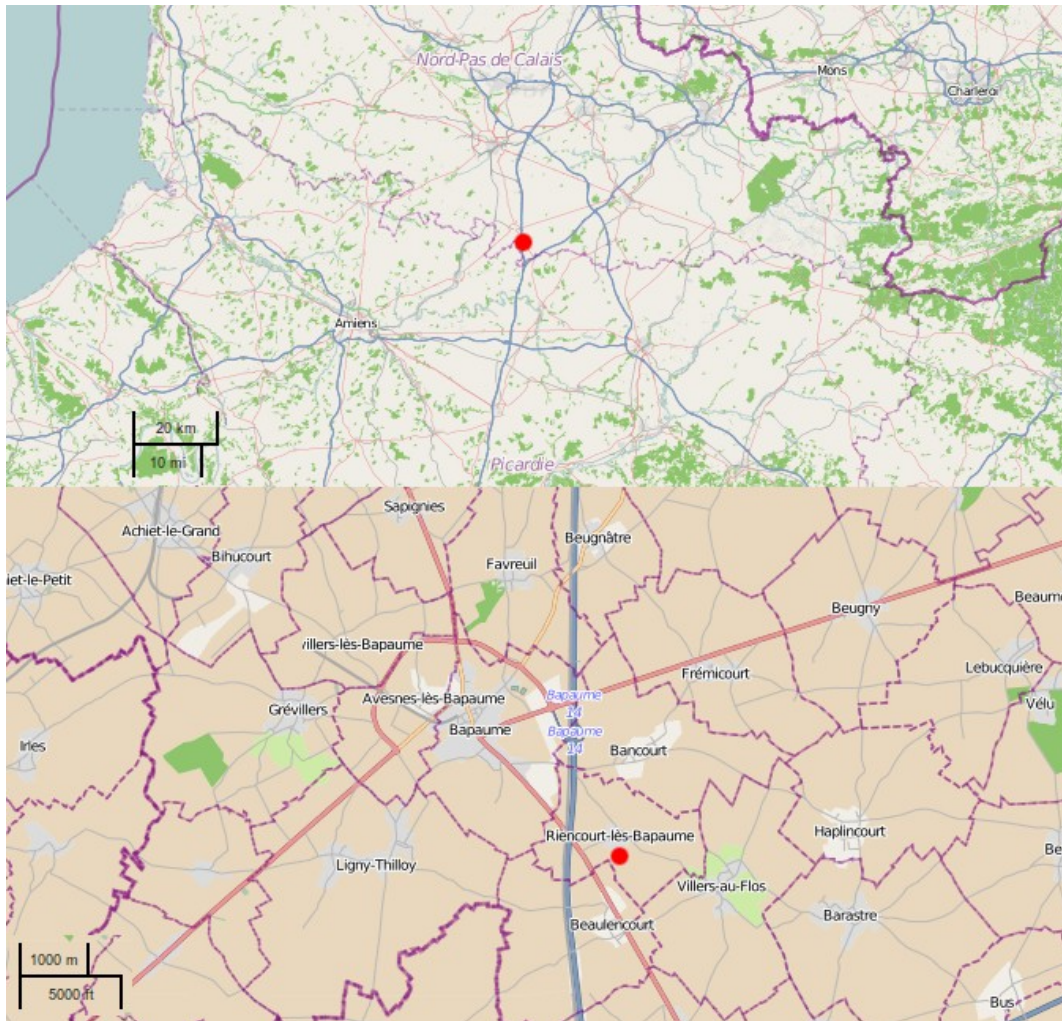 Nord-Pas de Calais
Mons
Charleroi
Amiens
20 km
10 mi
Picardie
Sapignies
Achiet-le-Grand
Beugnâtre
Bihucourt
Favreuil
iet-le-Petit
Beugny
Beaume
villers-lès-Bapaume
Frémicourt
Lebucquière
Avesnes-lès-Bapaume
Bapaume
14
Grévillers
Vélu
Bapaume
Bapaume
14
Irles
Bancourt
Riencourt-lès-Bapaume
Haplincourt
Be
Ligny-Thilloy
Villers-au-Flos
Barastre
Beaulencourt
1000 m
5000 ft
Bus